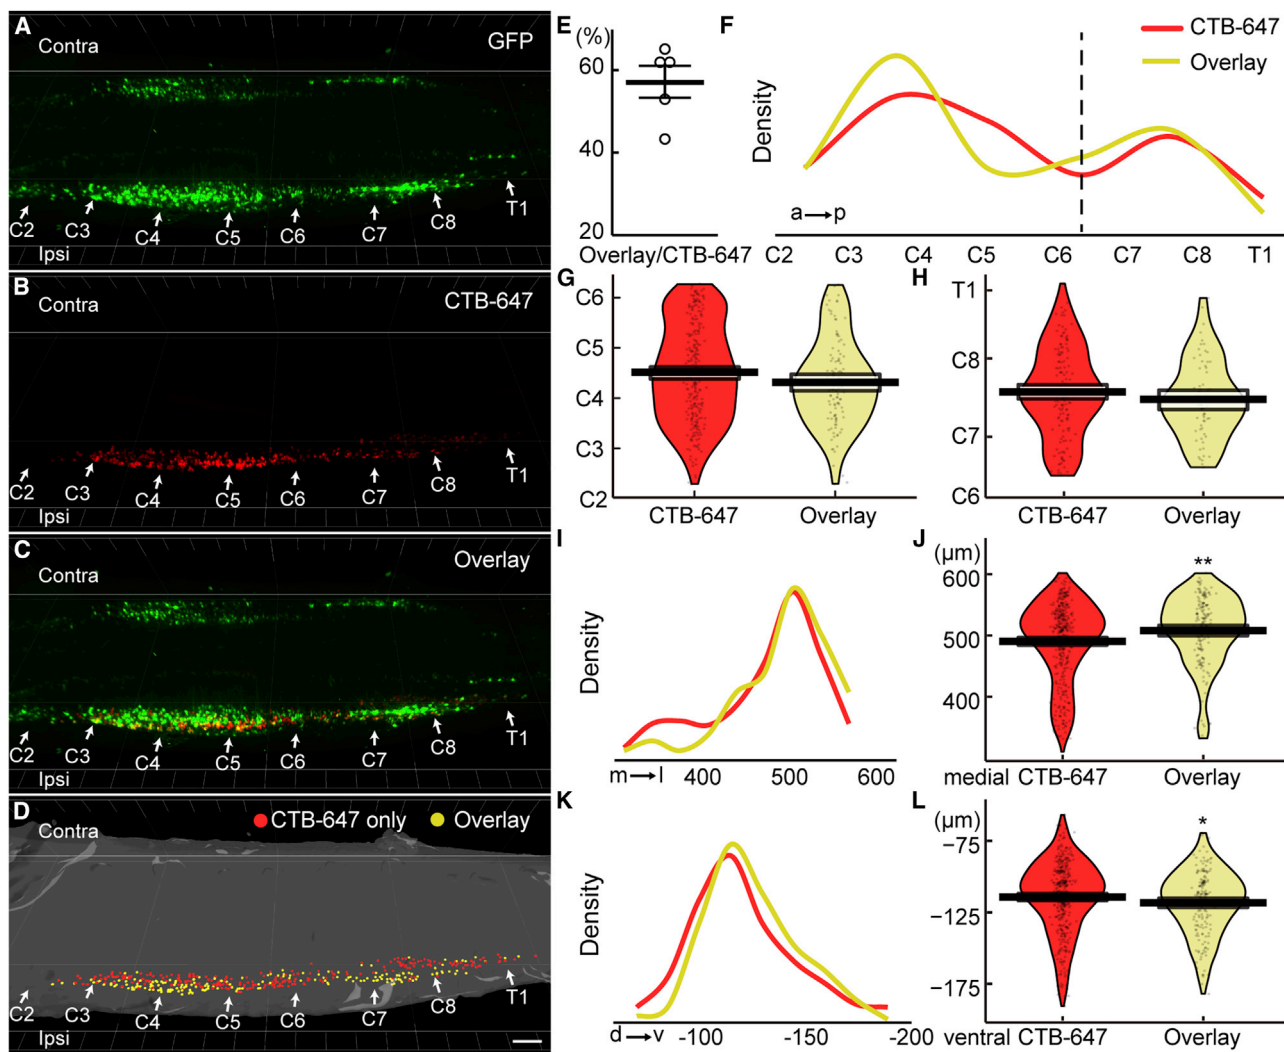 A
Contra
GFP
C2
C3
C4
C5
C6
C7
C8
T1
Ipsi
B
Contra
CTB-647
C2
C3
C4
C5
C6
C7
C8
T1
Ipsi
C
Contra
Overlay
C2
C3
C4
C5
C6
C7
C8
T1
Ipsi
D
Contra
CTB-647 only
Overlay
C2
C3
C4
C5
C6
C7
C8
T1
Ipsi
E
(%)
60
40
20
Overlay/CTB-647
F
CTB-647
Overlay
Density
a→p
C2 C3 C4 C5 C6 C7 C8 T1
G
C6
C5
C4
C3
C2
CTB-647 Overlay
H
T1
C8
C7
C6
CTB-647 Overlay
I
Density
m→l 400 500 600
J
(μm)
**
600
500
400
medial CTB-647 Overlay
K
Density
d→v -100 -150 -200
L
(μm)
*
−75
−125
−175
ventral CTB-647 Overlay